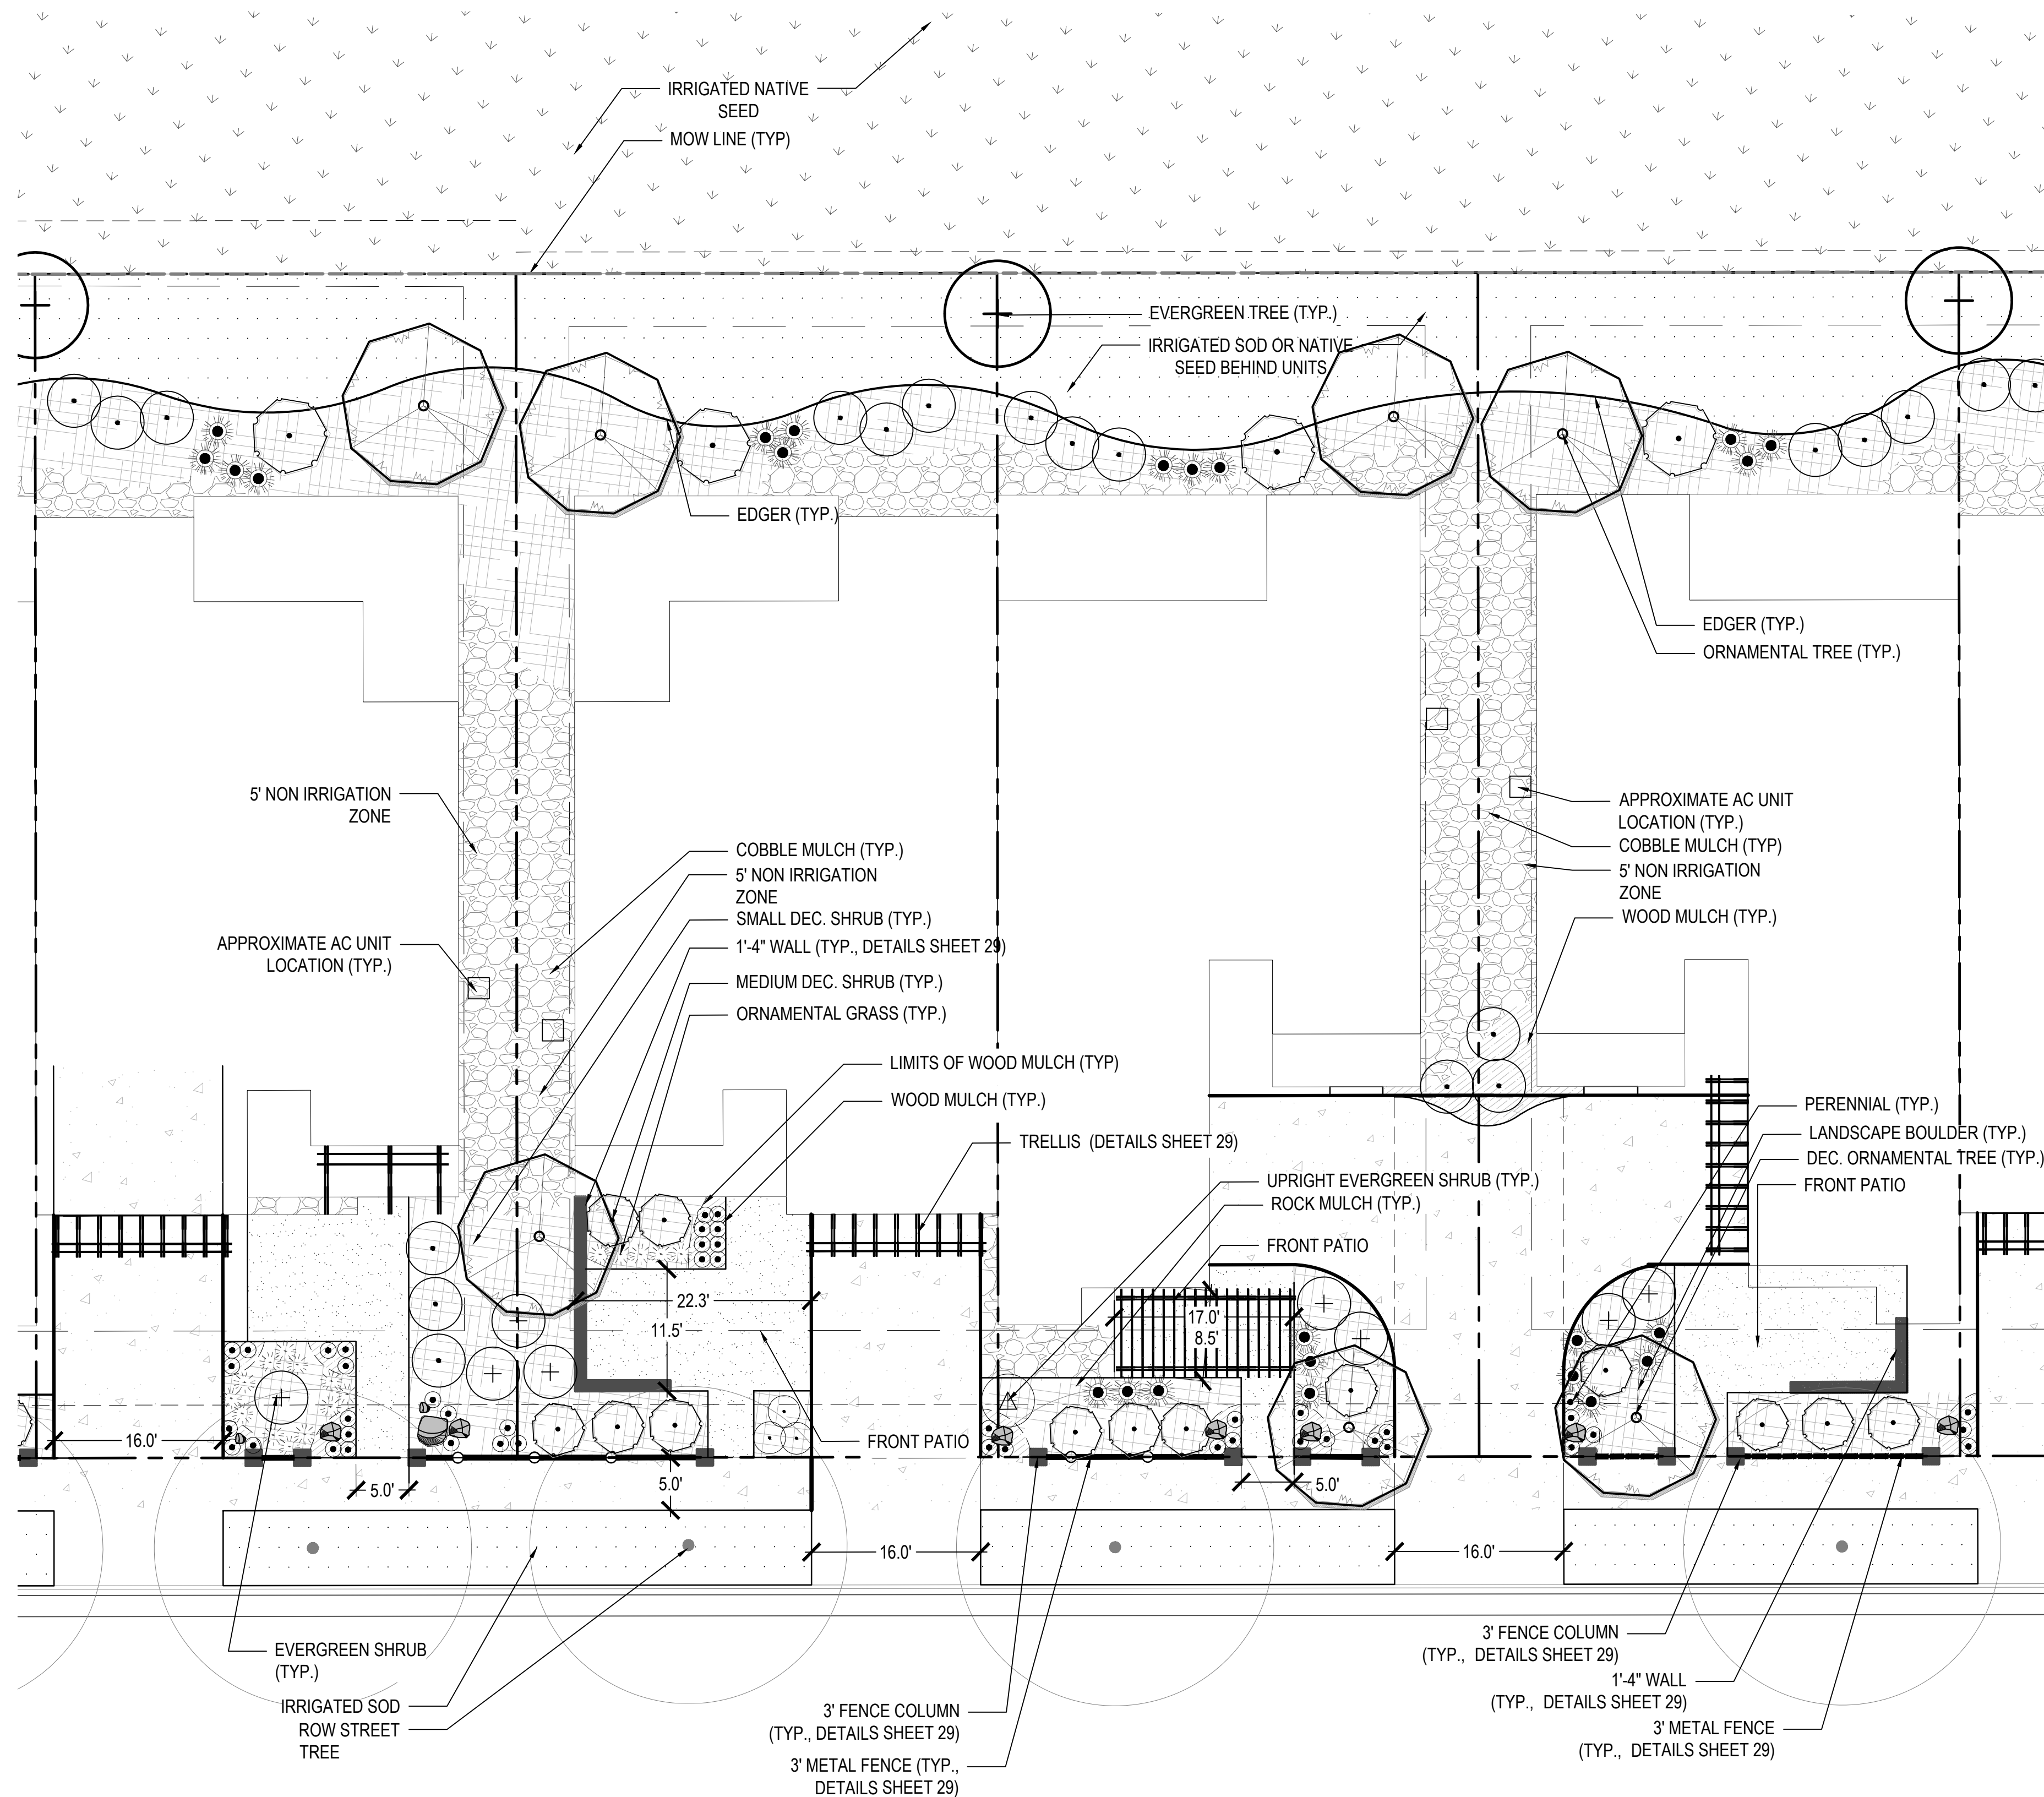 IRRIGATED NATIVE
SEED
MOW LINE (TYP)
EVERGREEN TREE (TYP.)
IRRIGATED SOD OR NATIVE
SEED BEHIND UNITS
EDGER (TYP.)
EDGER (TYP.)
ORNAMENTAL TREE (TYP.)
5' NON IRRIGATION
ZONE
APPROXIMATE AC UNIT
LOCATION (TYP.)
COBBLE MULCH (TYP)
5' NON IRRIGATION
ZONE
WOOD MULCH (TYP.)
COBBLE MULCH (TYP.)
5' NON IRRIGATION
ZONE
SMALL DEC. SHRUB (TYP.)
1'-4" WALL (TYP., DETAILS SHEET 29)
MEDIUM DEC. SHRUB (TYP.)
ORNAMENTAL GRASS (TYP.)
APPROXIMATE AC UNIT
LOCATION (TYP.)
LIMITS OF WOOD MULCH (TYP)
WOOD MULCH (TYP.)
TRELLIS (DETAILS SHEET 29)
PERENNIAL (TYP.)
LANDSCAPE BOULDER (TYP.)
DEC. ORNAMENTAL TREE (TYP.)
FRONT PATIO
UPRIGHT EVERGREEN SHRUB (TYP.)
ROCK MULCH (TYP.)
FRONT PATIO
22.3'
11.5'
17.0'
8.5'
16.0'
FRONT PATIO
5.0'
5.0'
5.0'
16.0'
16.0'
EVERGREEN SHRUB
(TYP.)
IRRIGATED SOD
ROW STREET
TREE
3' FENCE COLUMN
(TYP., DETAILS SHEET 29)
3' METAL FENCE (TYP.,
DETAILS SHEET 29)
3' FENCE COLUMN
(TYP., DETAILS SHEET 29)
1'-4" WALL
(TYP., DETAILS SHEET 29)
3' METAL FENCE
(TYP., DETAILS SHEET 29)